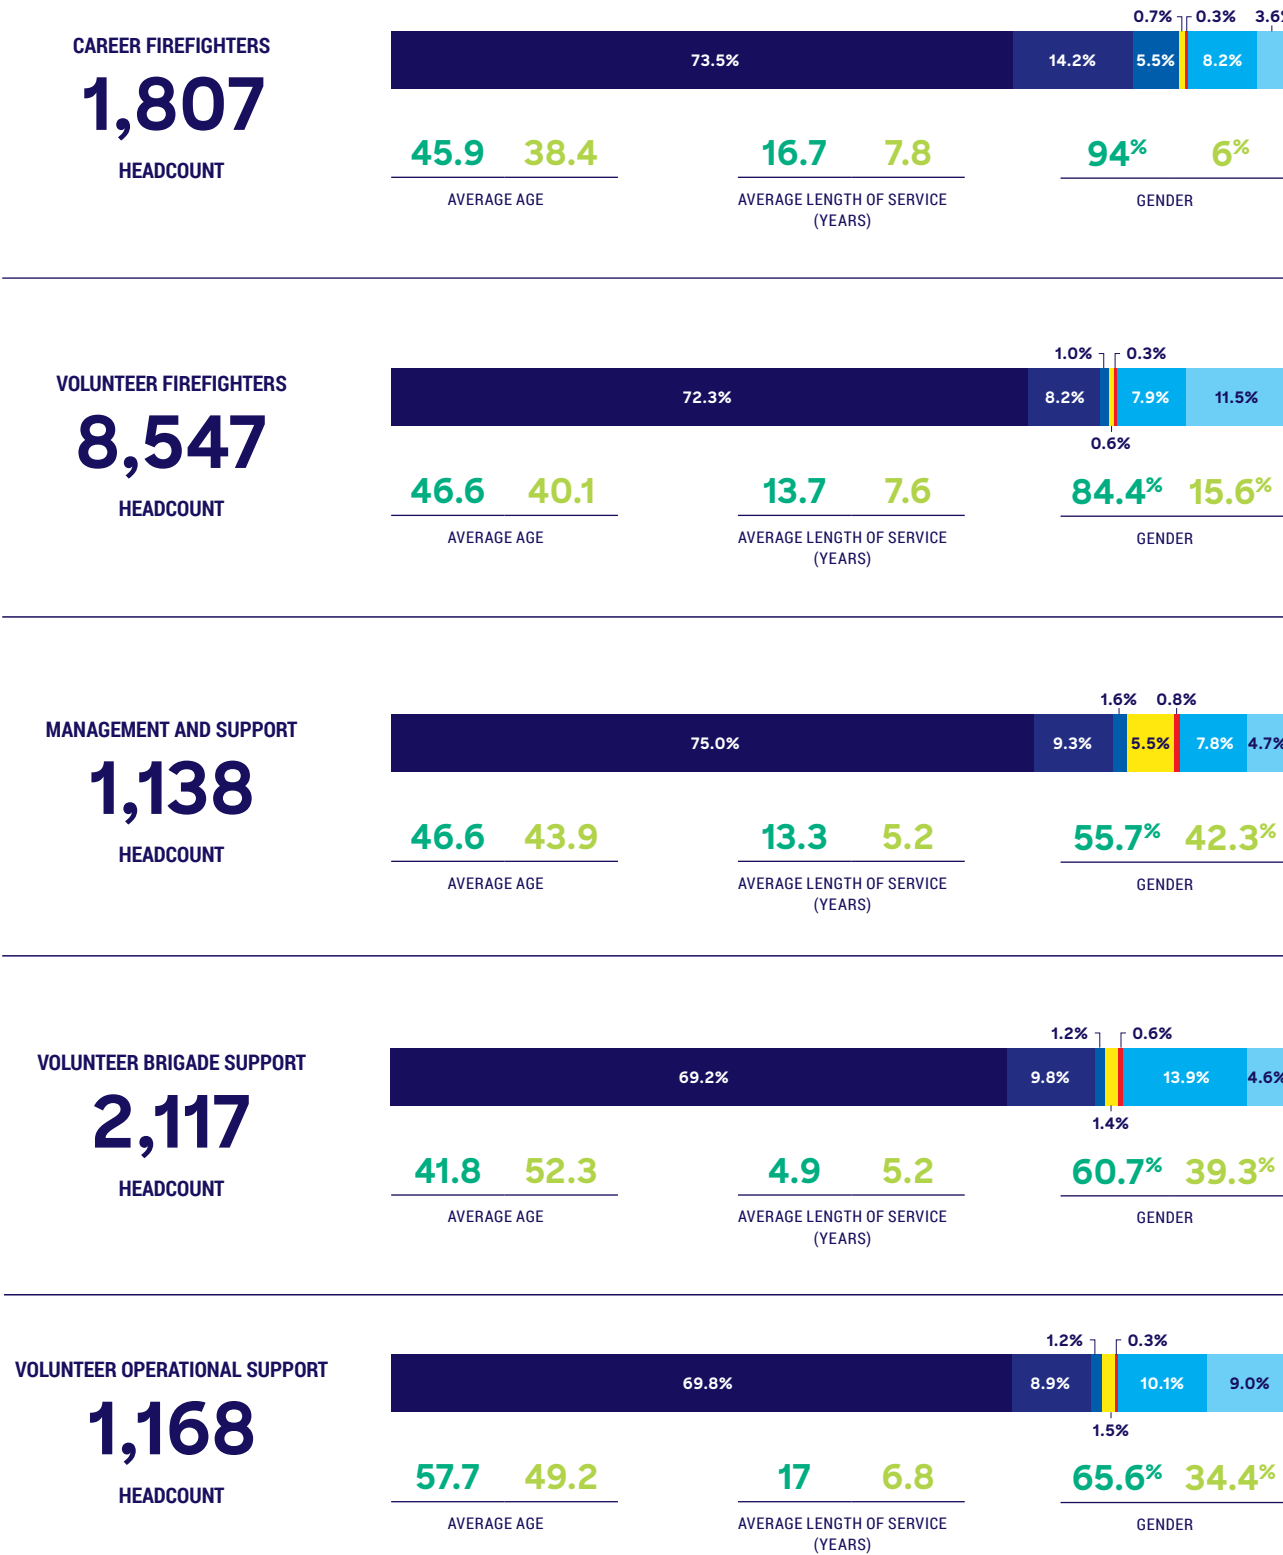 0.7% 0.3% 3.6%
CAREER FIREFIGHTERS
1,807
HEADCOUNT
73.5% 14.2% 5.5% 8.2%
45.9 38.4
AVERAGE AGE
16.7 7.8
AVERAGE LENGTH OF SERVICE
(YEARS)
94% 6%
GENDER
1.0% 0.3%
VOLUNTEER FIREFIGHTERS
8,547
HEADCOUNT
72.3% 8.2% 7.9% 11.5%
0.6%
46.6 40.1
AVERAGE AGE
13.7 7.6
AVERAGE LENGTH OF SERVICE
(YEARS)
84.4% 15.6%
GENDER
1.6% 0.8%
MANAGEMENT AND SUPPORT
1,138
HEADCOUNT
75.0% 9.3% 5.5% 7.8% 4.7%
46.6 43.9
AVERAGE AGE
13.3 5.2
AVERAGE LENGTH OF SERVICE
(YEARS)
55.7% 42.3%
GENDER
1.2% 0.6%
VOLUNTEER BRIGADE SUPPORT
2,117
HEADCOUNT
69.2% 9.8% 13.9% 4.6%
1.4%
41.8 52.3
AVERAGE AGE
4.9 5.2
AVERAGE LENGTH OF SERVICE
(YEARS)
60.7% 39.3%
GENDER
1.2% 0.3%
VOLUNTEER OPERATIONAL SUPPORT
1,168
HEADCOUNT
69.8% 8.9% 10.1% 9.0%
1.5%
57.7 49.2
AVERAGE AGE
17 6.8
AVERAGE LENGTH OF SERVICE
(YEARS)
65.6% 34.4%
GENDER